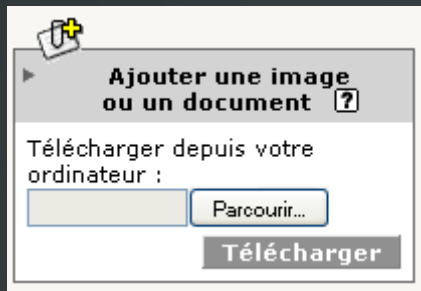 Ajouter une image
ou un document ?
Télécharger depuis votre
ordinateur :
Parcourir...
Télécharger